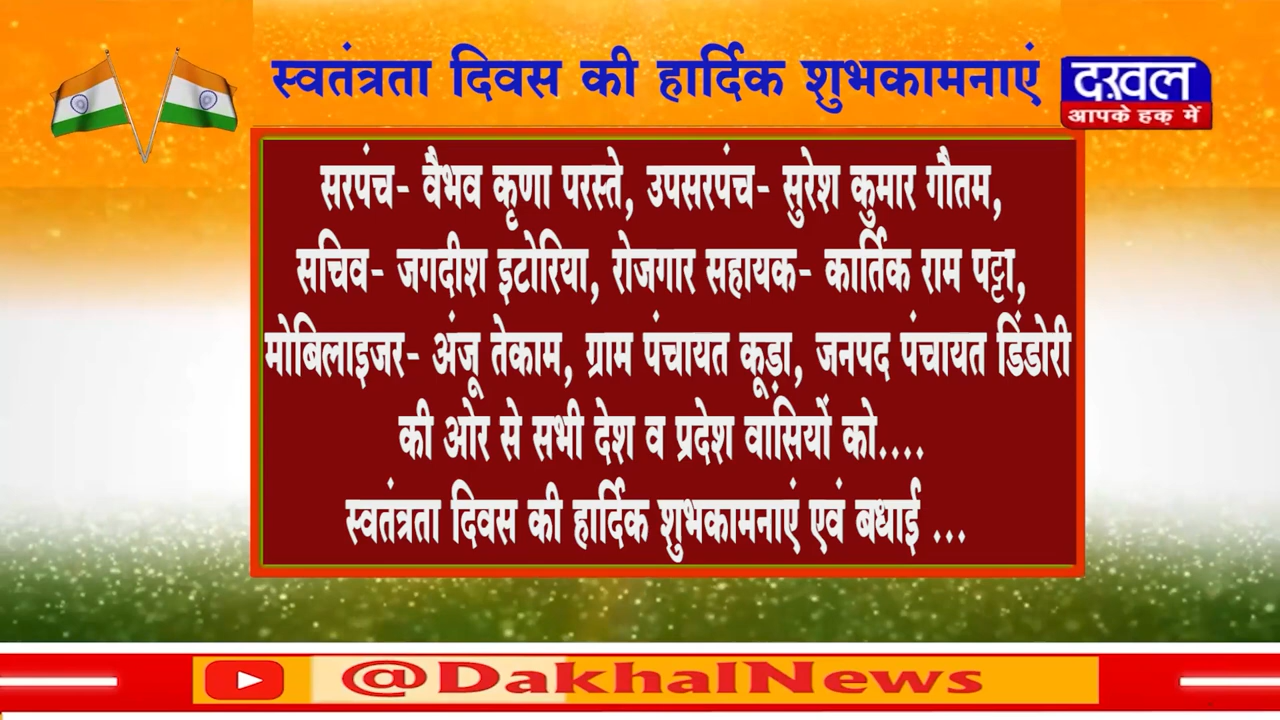 स्वतंत्रता दिवस की हार्दिक शुभकामनाएं
दख़ल
आपके हक़ में
सरपंच- वैभव कृणा परस्ते, उपसरपंच- सुरेश कुमार गौतम,
सचिव- जगदीश इटोरिया, रोजगार सहायक- कार्तिक राम पट्टा,
मोबिलाइजर- अंजू तेकाम, ग्राम पंचायत कूड़ा, जनपद पंचायत डिंडोरी
की ओर से सभी देश व प्रदेश वांसियों को....
स्वतंत्रता दिवस की हार्दिक शुभकामनाएं एवं बधाई ...
@DakhalNews